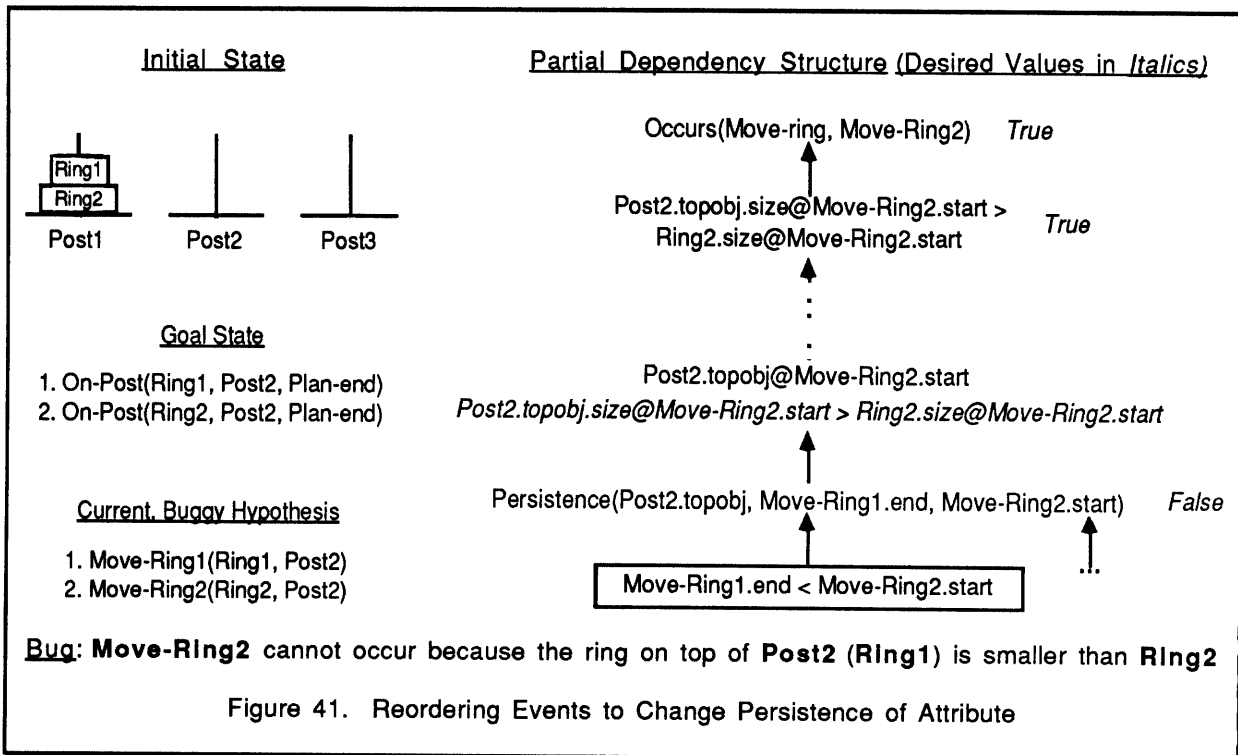 Initial State
Ring1
Ring2
Post1 Post2 Post3
Goal State
1. On-Post(Ring1, Post2, Plan-end)
2. On-Post(Ring2, Post2, Plan-end)
Current, Buggy Hypothesis
1. Move-Ring1(Ring1, Post2)
2. Move-Ring2(Ring2, Post2)
Partial Dependency Structure (Desired Values in Italics)
Occurs(Move-ring, Move-Ring2) True
Post2.topobj.size@Move-Ring2.start >
Ring2.size@Move-Ring2.start
True
Post2.topobj@Move-Ring2.start
Post2.topobj.size@Move-Ring2.start > Ring2.size@Move-Ring2.start
Persistence(Post2.topobj, Move-Ring1.end, Move-Ring2.start) False
...
Move-Ring1.end < Move-Ring2.start
Bug: Move-Ring2 cannot occur because the ring on top of Post2 (Ring1) is smaller than Ring2
Figure 41. Reordering Events to Change Persistence of Attribute